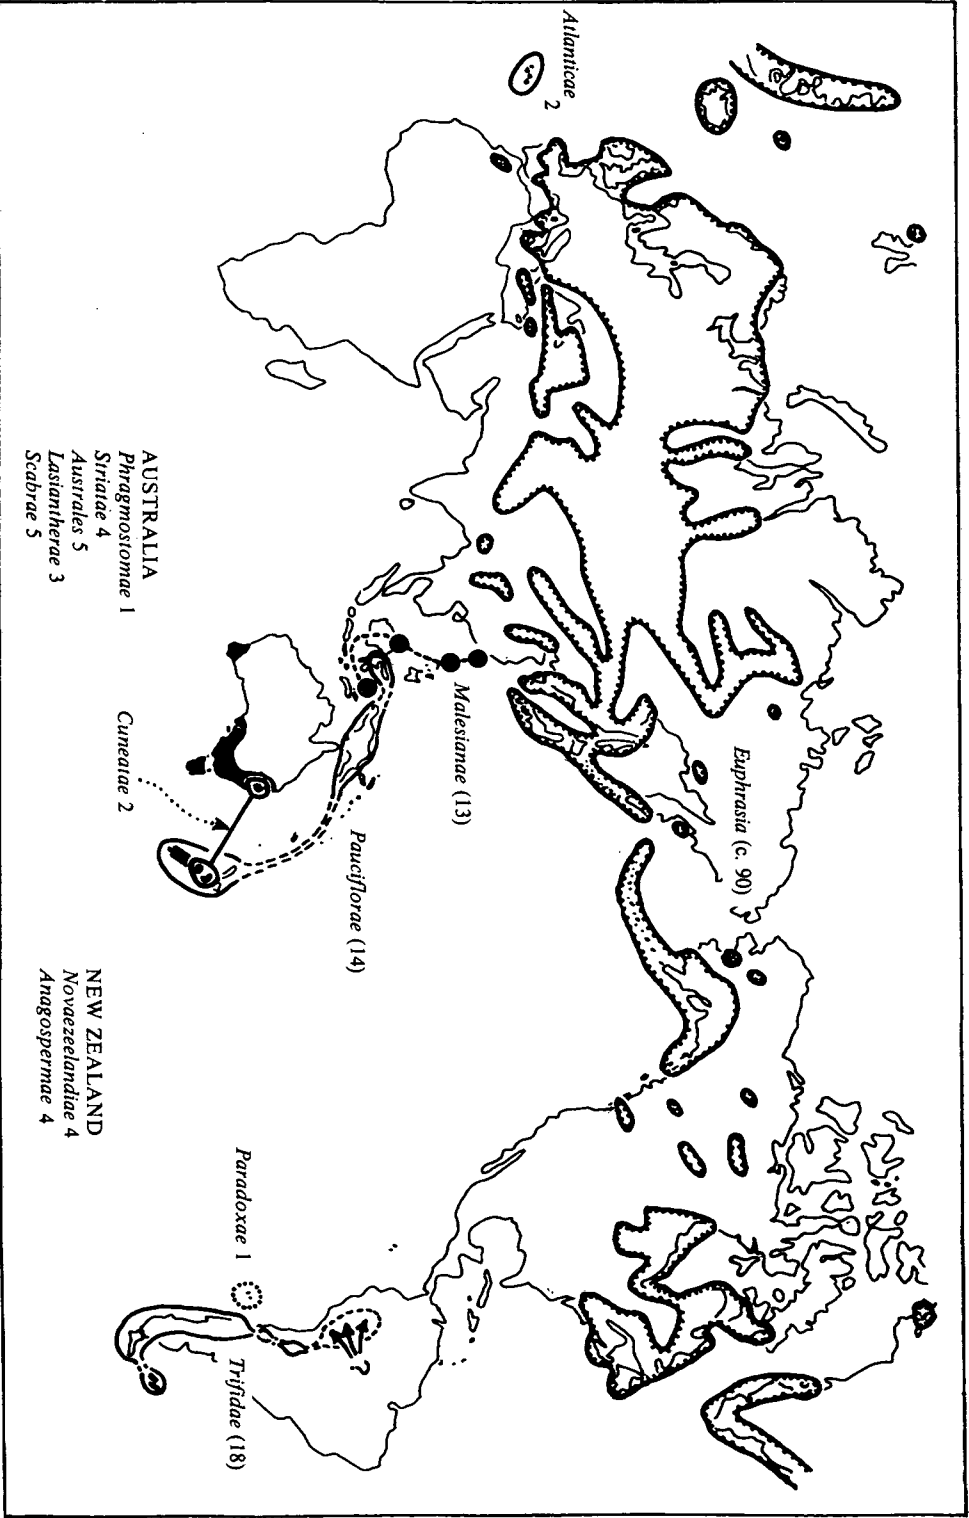 Atlanticae 2
Euphrasia (c. 90)
Malesianae (13)
Pauciflorae (14)
Cuneatae 2
AUSTRALIA
Phragmostomae 1
Striatae 4
Australes 5
Lasiantherae 3
Scabrae 5
NEW ZEALAND
Novaezeelandiae 4
Anagospermae 4
Paradoxae 1
Trifidae (18)
?